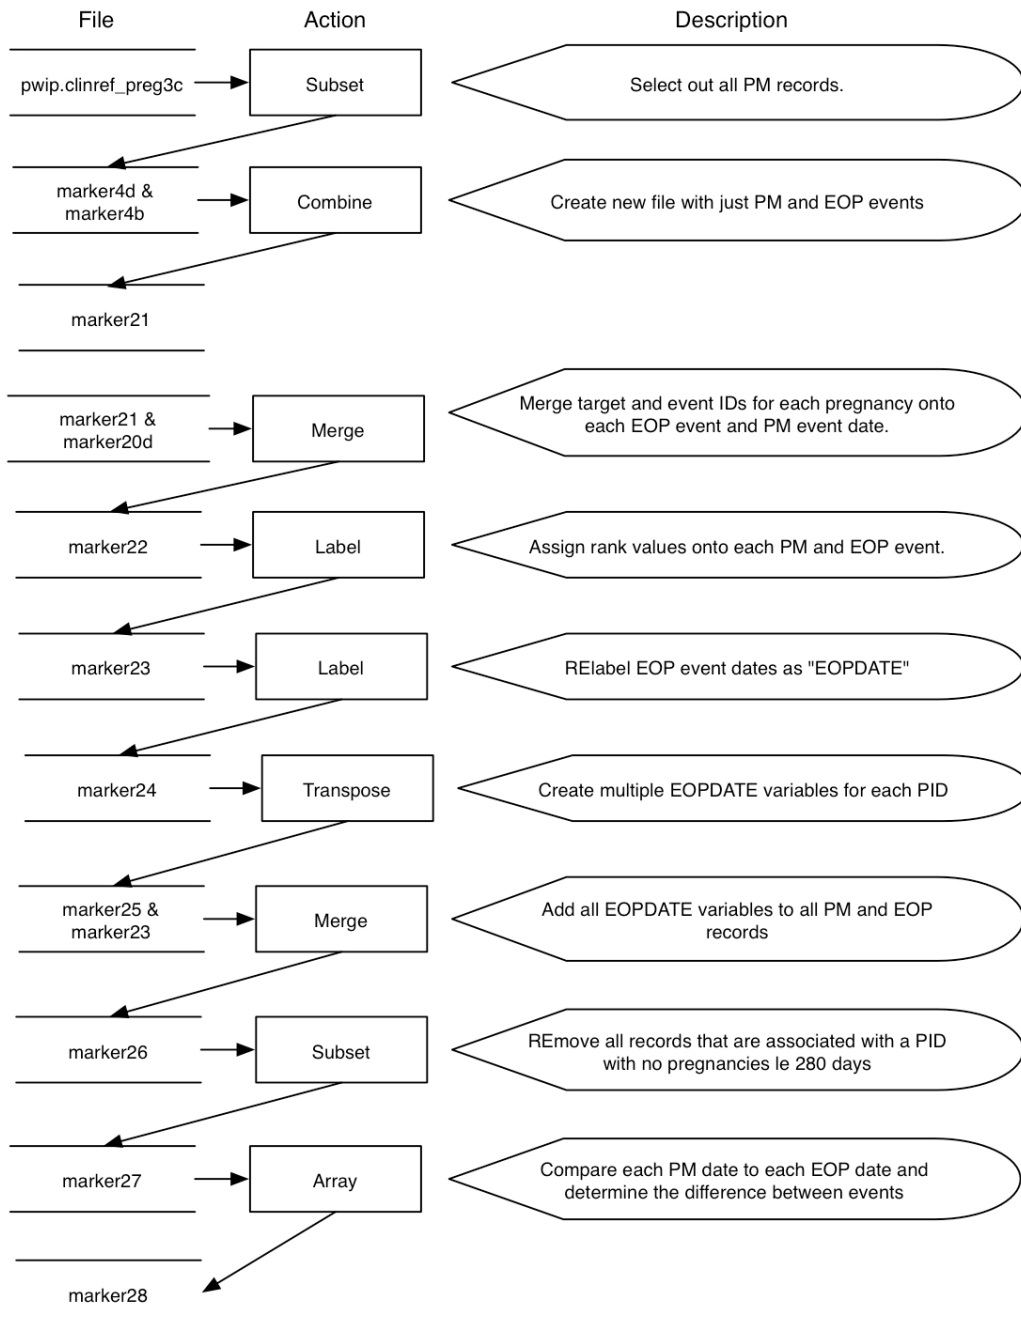 File Action Description
pwip.clinref_preg3c Subset Select out all PM records.
marker4d &
marker4b
Combine
Create new file with just PM and EOP events
marker21
marker21 &
marker20d
Merge
Merge target and event IDs for each pregnancy onto
each EOP event and PM event date.
marker22 Label Assign rank values onto each PM and EOP event.
marker23 Label RElabel EOP event dates as "EOPDATE"
marker24 Transpose Create multiple EOPDATE variables for each PID
marker25 &
marker23
Merge
Add all EOPDATE variables to all PM and EOP
records
marker26
Subset
REmove all records that are associated with a PID
with no pregnancies le 280 days
marker27
Array
Compare each PM date to each EOP date and
determine the difference between events
marker28